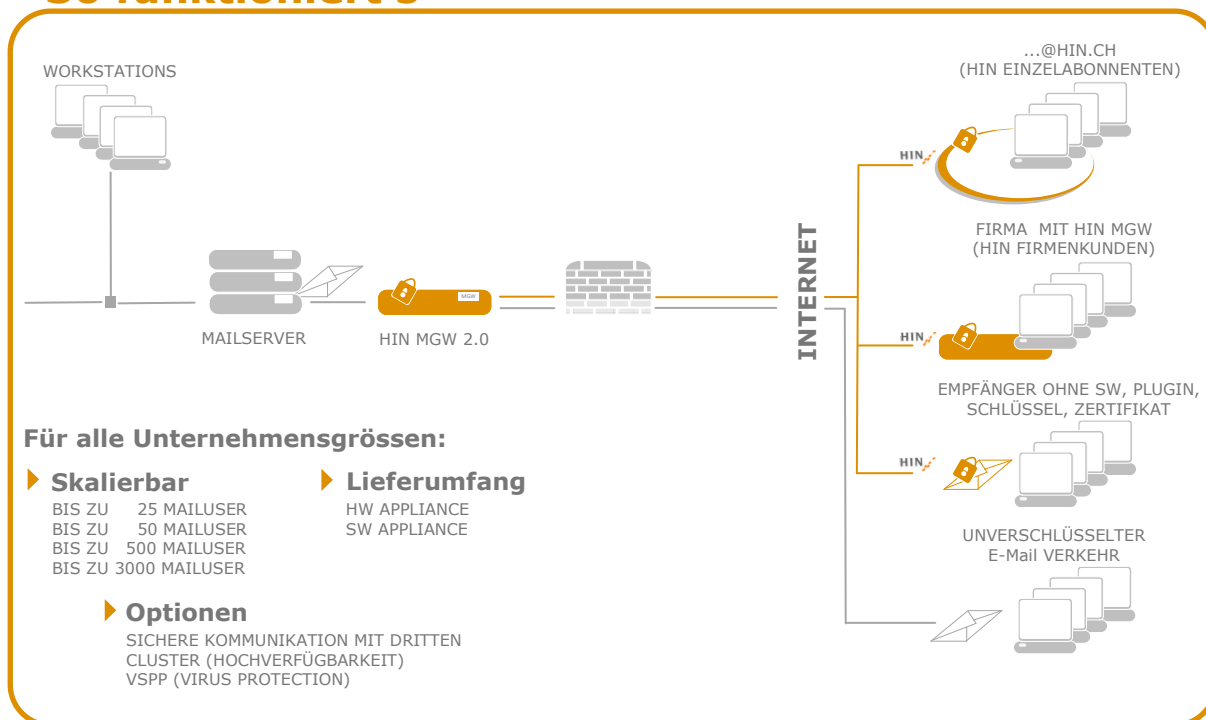 So funktioniert's
WORKSTATIONS
MAILSERVER
MGW
HIN MGW 2.0
INTERNET
...@HIN.CH
(HIN EINZELABONNENTEN)
HIN
FIRMA MIT HIN MGW
(HIN FIRMENKUNDEN)
HIN
EMPFÄNGER OHNE SW, PLUGIN,
SCHLÜSSEL, ZERTIFIKAT
HIN
UNVERSCHLÜSSELTER
E-Mail VERKEHR
Für alle Unternehmensgrössen:
Skalierbar
BIS ZU 25 MAILUSER
BIS ZU 50 MAILUSER
BIS ZU 500 MAILUSER
BIS ZU 3000 MAILUSER
Lieferumfang
HW APPLIANCE
SW APPLIANCE
Optionen
SICHERE KOMMUNIKATION MIT DRITTEN
CLUSTER (HOCHVERFÜGBARKEIT)
VSPP (VIRUS PROTECTION)